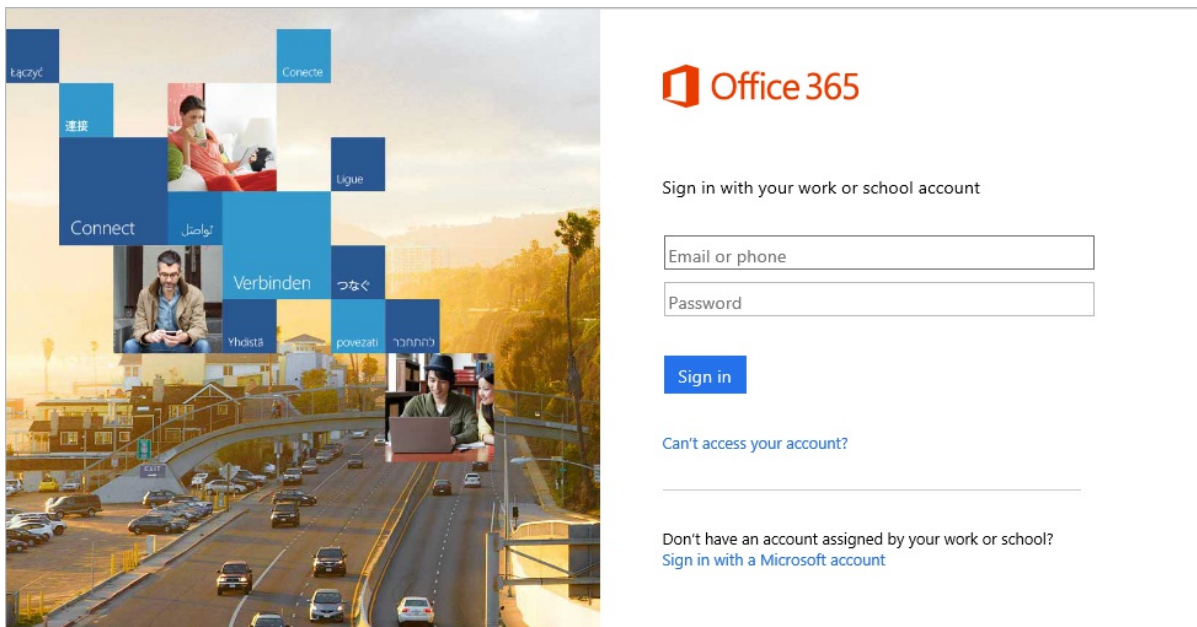 Łączyć
Conecte
連接
Ligue
Connect
تواصَل
Verbinden
つなぐ
Yhdistä
povezati
להתחבר
EXIT
Office 365
Sign in with your work or school account
Email or phone
Password
Sign in
Can't access your account?
Don't have an account assigned by your work or school?
Sign in with a Microsoft account